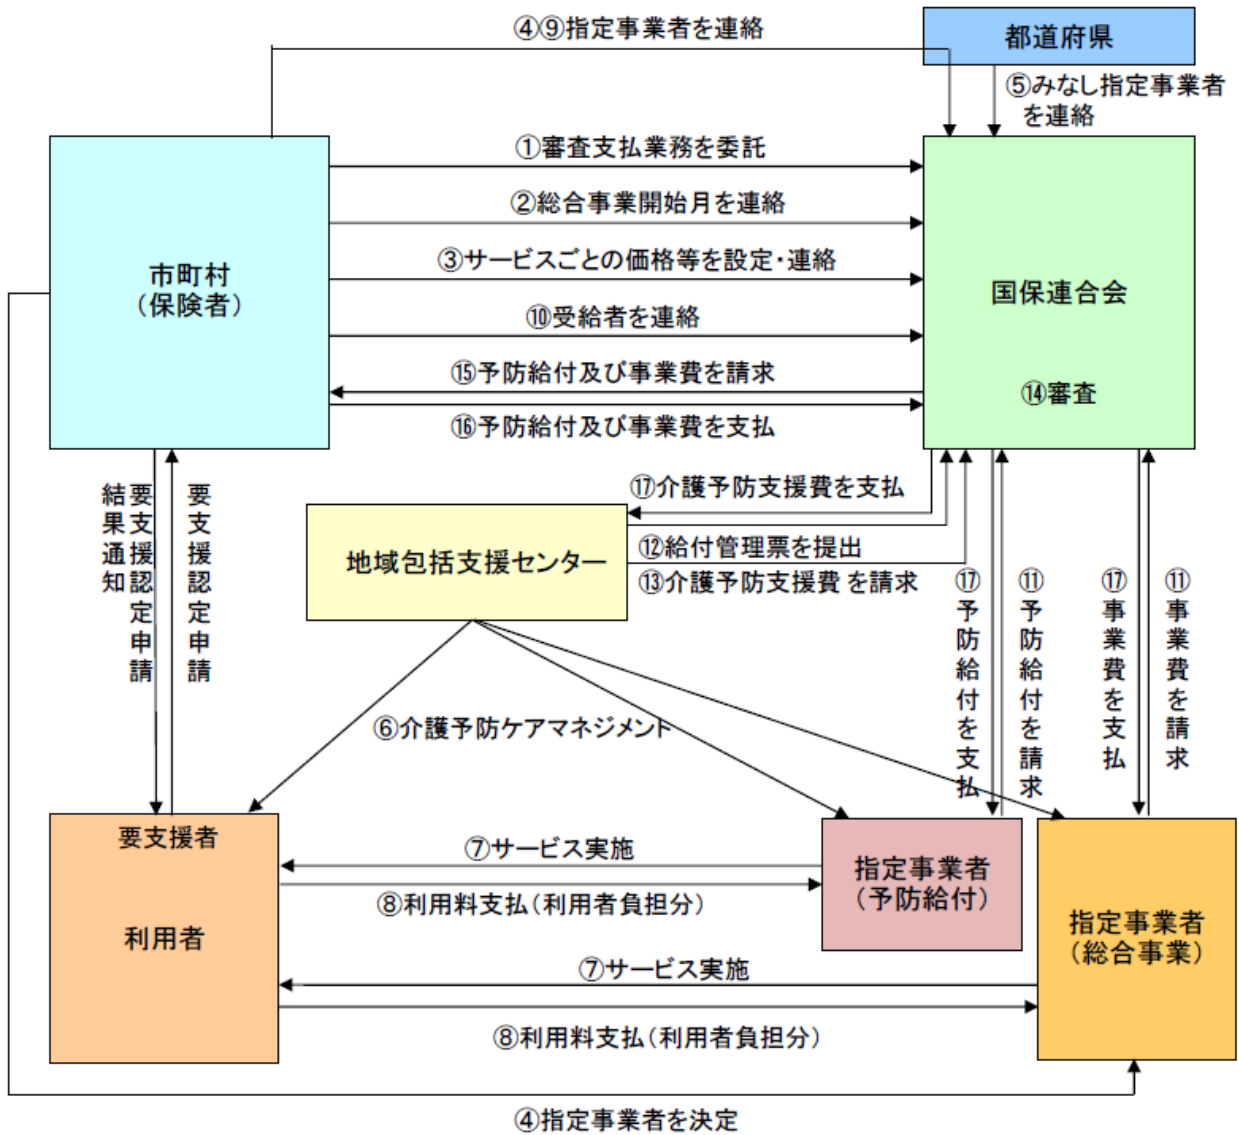 ④⑨指定事業者を連絡
都道府県
⑤みなし指定事業者
を連絡
①審査支払業務を委託
②総合事業開始月を連絡
③サービスごとの価格等を設定・連絡
市町村
（保険者）
国保連合会
⑩受給者を連絡
⑮予防給付及び事業費を請求
⑭審査
⑯予防給付及び事業費を支払
要支援認定申請
結果通知
要支援認定申請
⑰介護予防支援費を支払
地域包括支援センター
⑫給付管理票を提出
⑬介護予防支援費 を請求
⑰予防給付を支払
⑪予防給付を請求
⑰事業費を支払
⑪事業費を請求
⑥介護予防ケアマネジメント
要支援者
利用者
⑦サービス実施
⑧利用料支払（利用者負担分）
指定事業者
（予防給付）
指定事業者
（総合事業）
⑦サービス実施
⑧利用料支払（利用者負担分）
④指定事業者を決定